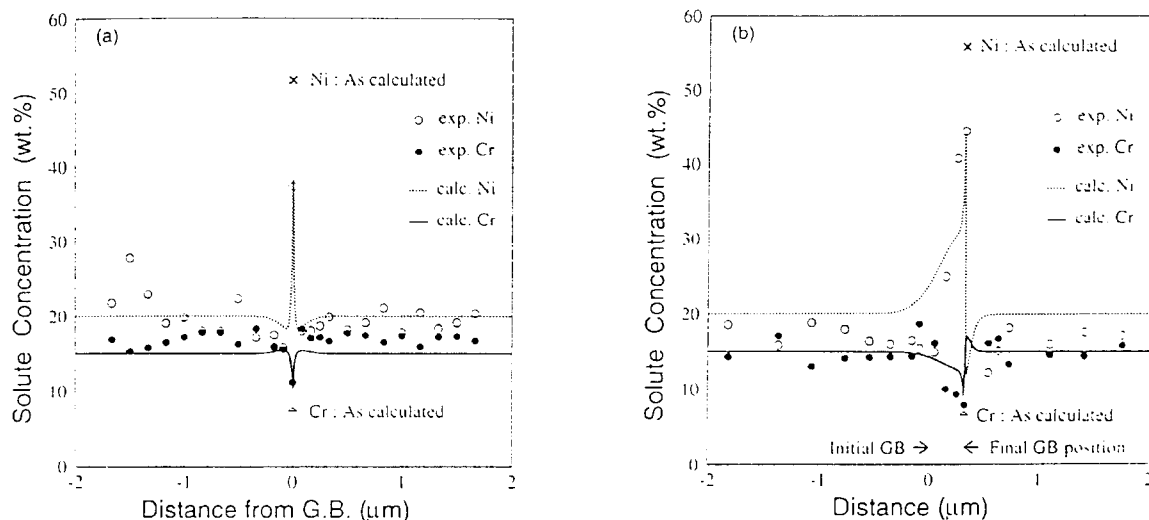 (a)
60
50
40
30
20
10
0
Solute Concentration (wt.%)
× Ni : As calculated
○ exp. Ni
● exp. Cr
calc. Ni
calc. Cr
Cr : As calculated
-2 -1 0 1 2
Distance from G.B. (μm)
(b)
60
50
40
30
20
10
0
Solute Concentration (wt.%)
× Ni : As calculated
○ exp. Ni
● exp. Cr
calc. Ni
calc. Cr
Cr : As calculated
Initial GB → ← Final GB position
-2 -1 0 1 2
Distance (μm)